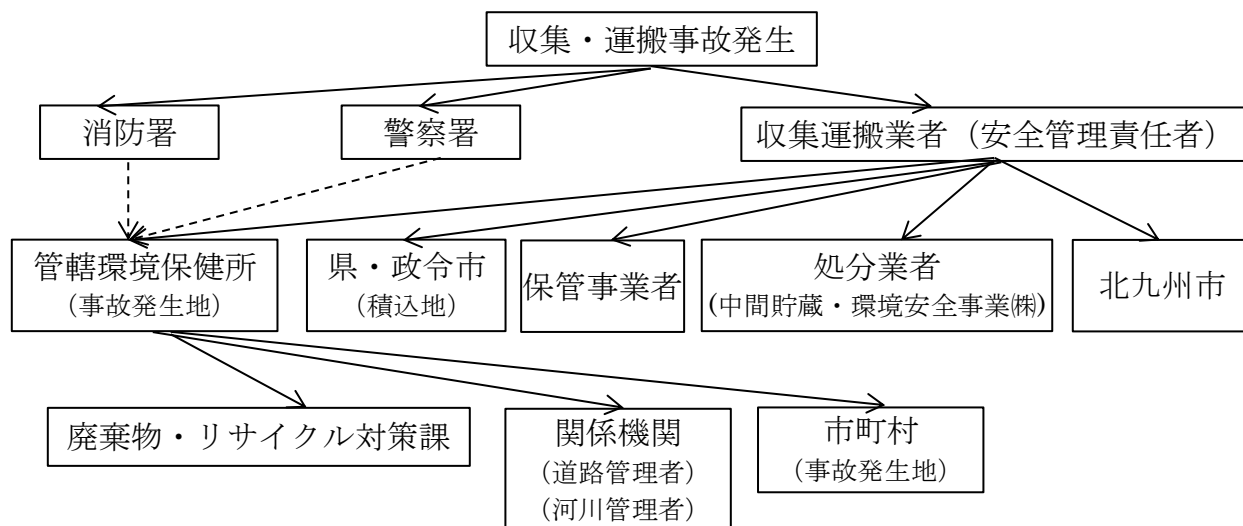 収集・運搬事故発生
消防署
警察署
収集運搬業者（安全管理責任者）
管轄環境保健所
（事故発生地）
県・政令市
（積込地）
保管事業者
処分業者
(中間貯蔵・環境安全事業㈱)
北九州市
廃棄物・リサイクル対策課
関係機関
（道路管理者）
（河川管理者）
市町村
（事故発生地）